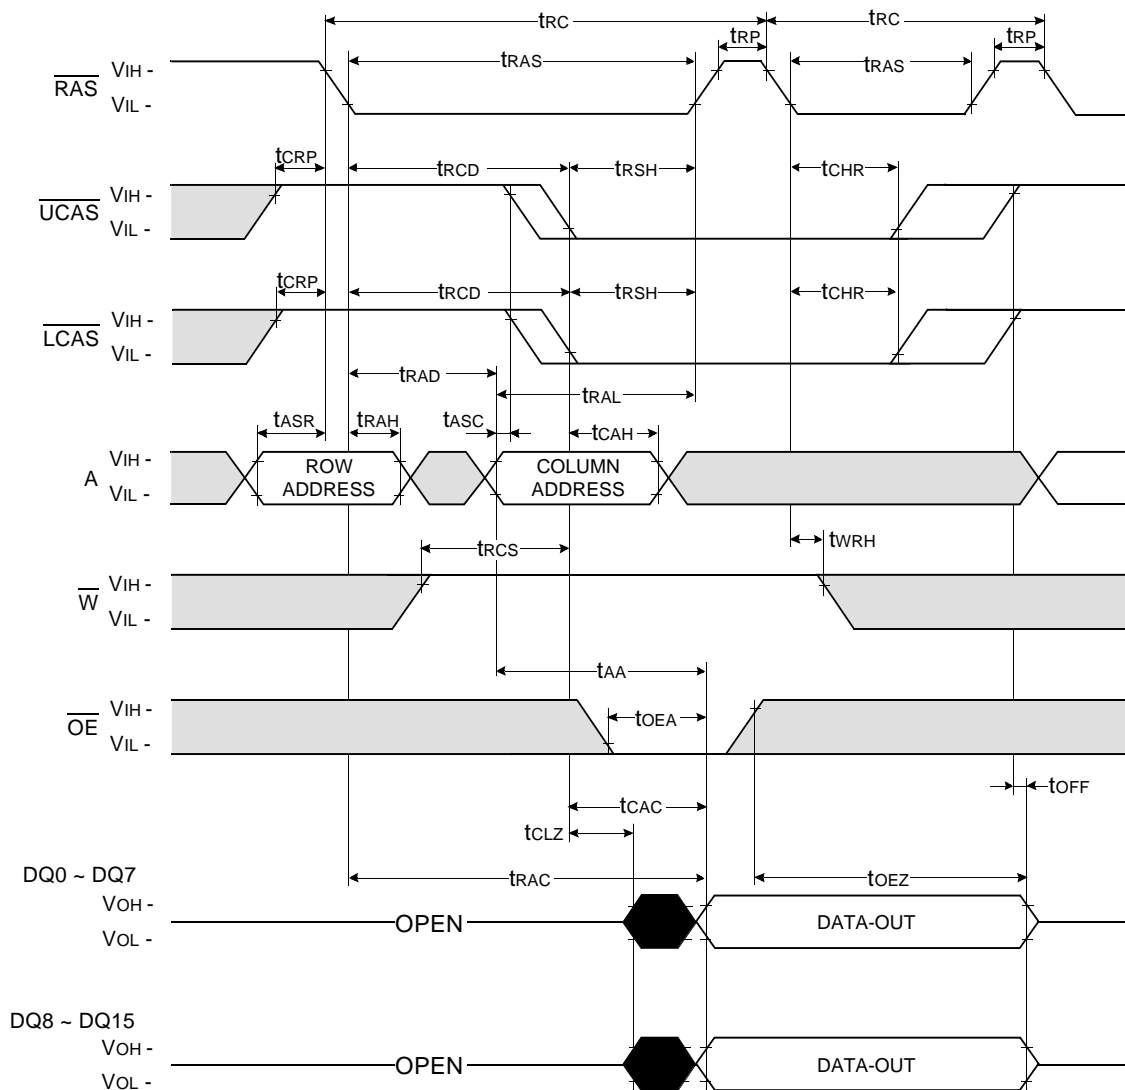 tRC tRC
tRP tRP
tRAS tRAS
RAS VIH -
VIL -
tCRP tRCD tRSH tCHR
UCAS VIH -
VIL -
tCRP tRCD tRSH tCHR
LCAS VIH -
VIL -
tRAD tRAL
tASR tRAH tASC tCAH
A VIH -
VIL -
ROW
ADDRESS
COLUMN
ADDRESS
tRCS tWRH
W VIH -
VIL -
tAA
OE VIH -
VIL -
tOEA
tOFF
tCAC
tCLZ
tRAC tOEZ
DQ0 ~ DQ7
VOH -
VOL -
OPEN DATA-OUT
DQ8 ~ DQ15
VOH -
VOL -
OPEN DATA-OUT